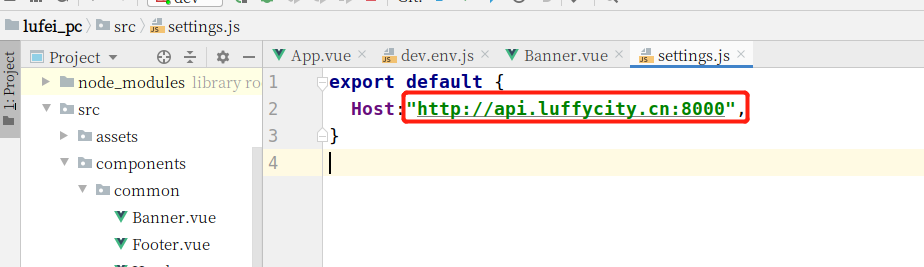 dev
Git:
lufei_pc
src
settings.js
1: Project
Project
App.vue
dev.env.js
Banner.vue
settings.js
node_modules library ro
src
assets
components
common
Banner.vue
Footer.vue
1 export default {
2 Host:"http://api.luffycity.cn:8000",
3 }
4